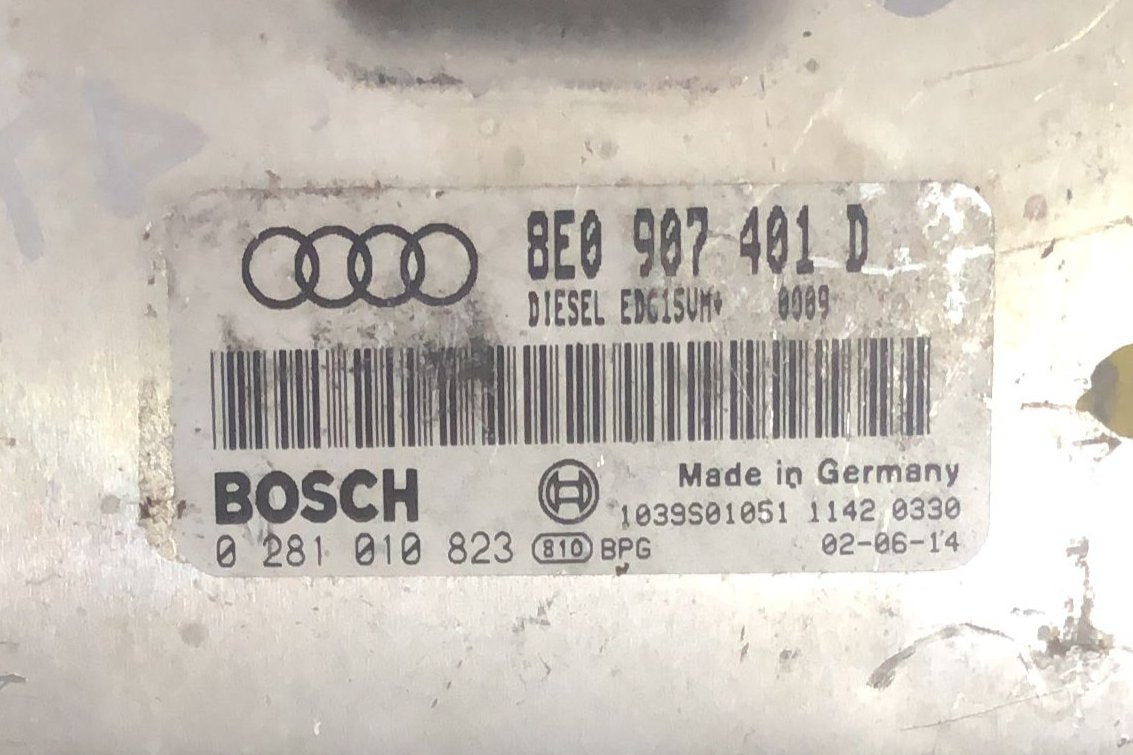 8E0 907 401 D
DIESEL EDC15VM+ 0009
BOSCH
Made in Germany
1039S01051 1142 0330
0 281 010 823 810 BPG 02-06-14